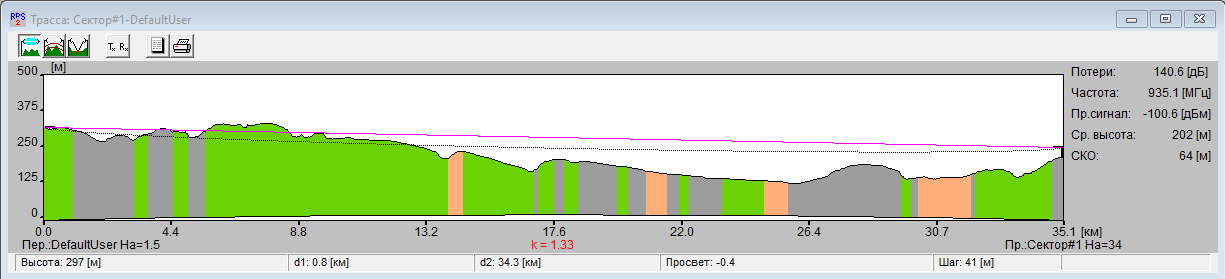 RPS 2 Трасса: Сектор#1-DefaultUser
Tx Rx
[м]
500
375
250
125
0
0.0 4.4 8.8 13.2 17.6 22.0 26.4 30.7 35.1 [км]
Пер.:DefaultUser Ha=1.5 k = 1.33 Пр.:Сектор#1 Ha=34
Потери: 140.6 [дБ]
Частота: 935.1 [МГц]
Пр.сигнал: -100.6 [дБм]
Ср. высота: 202 [м]
СКО: 64 [м]
Высота: 297 [м] d1: 0.8 [км] d2: 34.3 [км] Просвет: -0.4 Шаг: 41 [м]